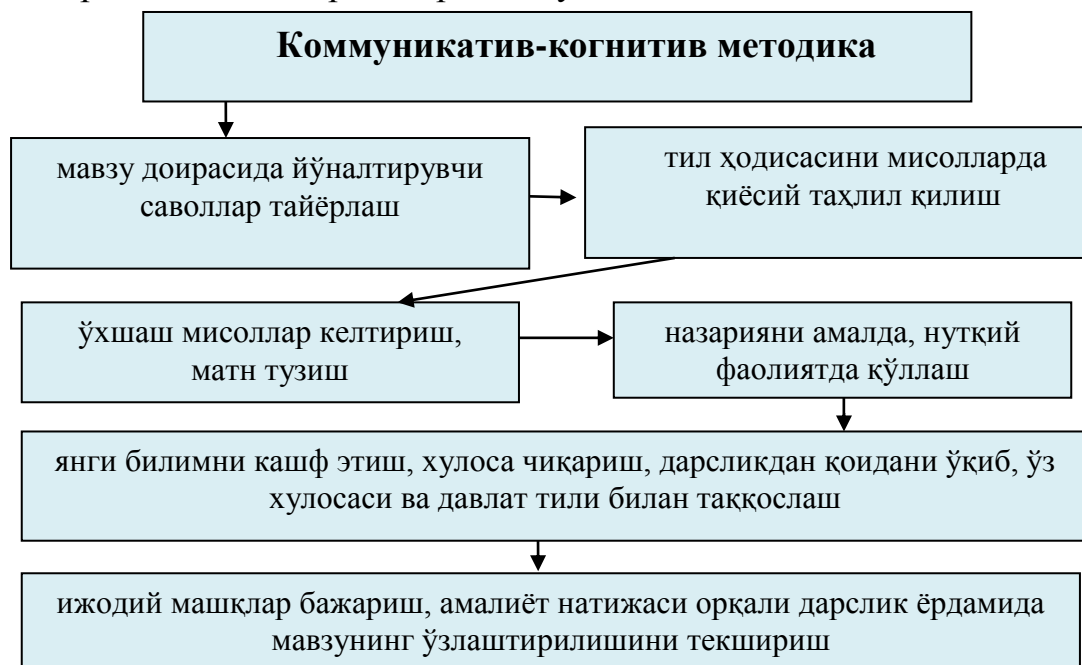 Коммуникатив-когнитив методика
мавзу доирасида йўналтирувчи
саволлар тайёрлаш
тил ҳодисасини мисолларда
қиёсий таҳлил қилиш
ўхшаш мисоллар келтириш,
матн тузиш
назарияни амалда, нутқий
фаолиятда қўллаш
янги билимни кашф этиш, хулоса чиқариш, дарсликдан қоидани ўқиб, ўз
хулосаси ва давлат тили билан таққослаш
ижодий машқлар бажариш, амалиёт натижаси орқали дарслик ёрдамида
мавзунинг ўзлаштирилишини текшириш